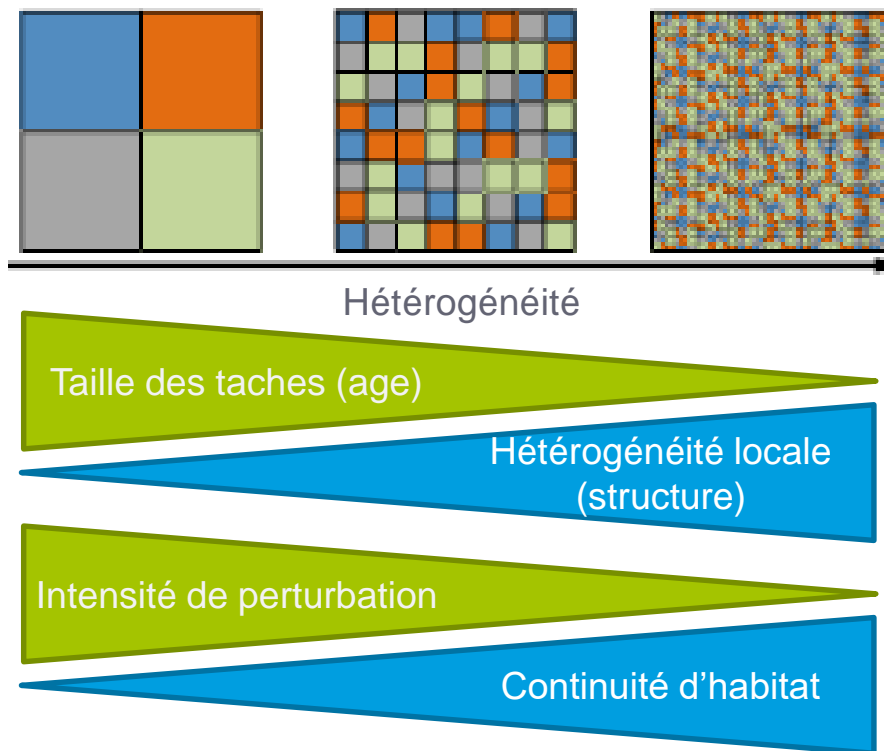 Hétérogénéité
Taille des taches (age)
Hétérogénéité locale
(structure)
Intensité de perturbation
Continuité d'habitat